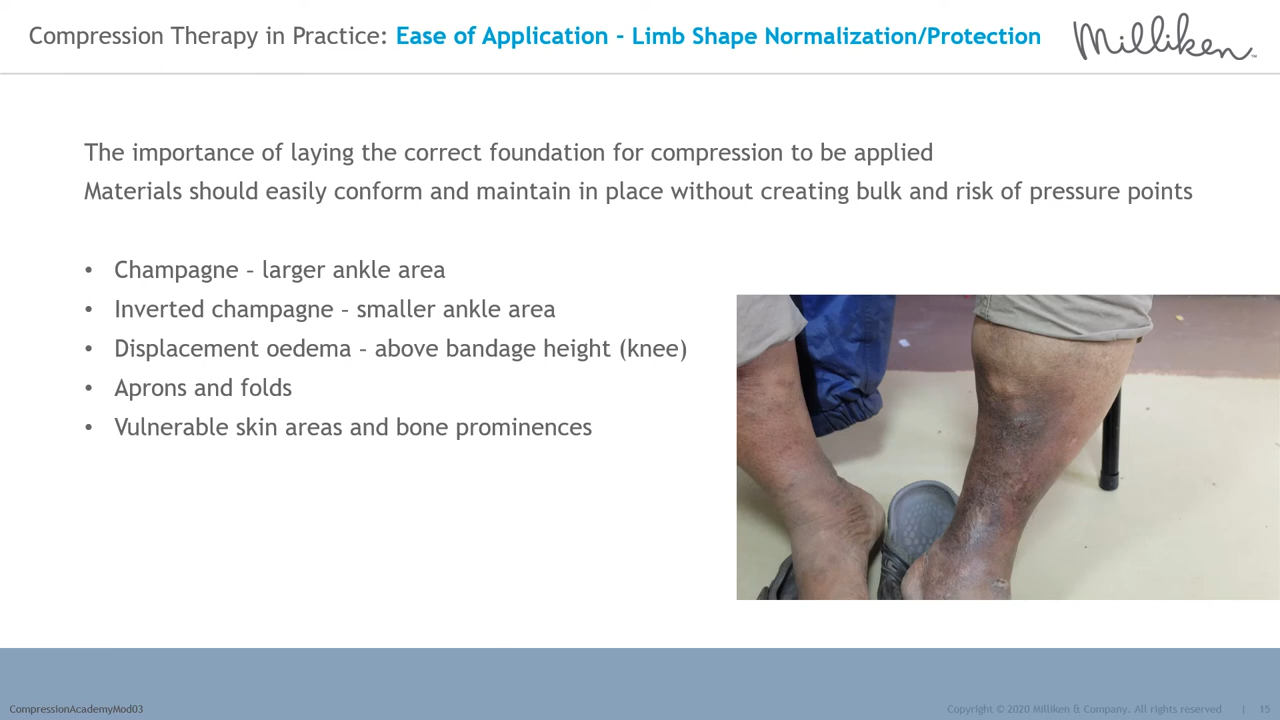 Compression Therapy in Practice: Ease of Application - Limb Shape Normalization/Protection
Milliken™
The importance of laying the correct foundation for compression to be applied
Materials should easily conform and maintain in place without creating bulk and risk of pressure points
• Champagne – larger ankle area
• Inverted champagne – smaller ankle area
• Displacement oedema – above bandage height (knee)
• Aprons and folds
• Vulnerable skin areas and bone prominences
CompressionAcademyMod03
Copyright © 2020 Milliken & Company. All rights reserved | 15